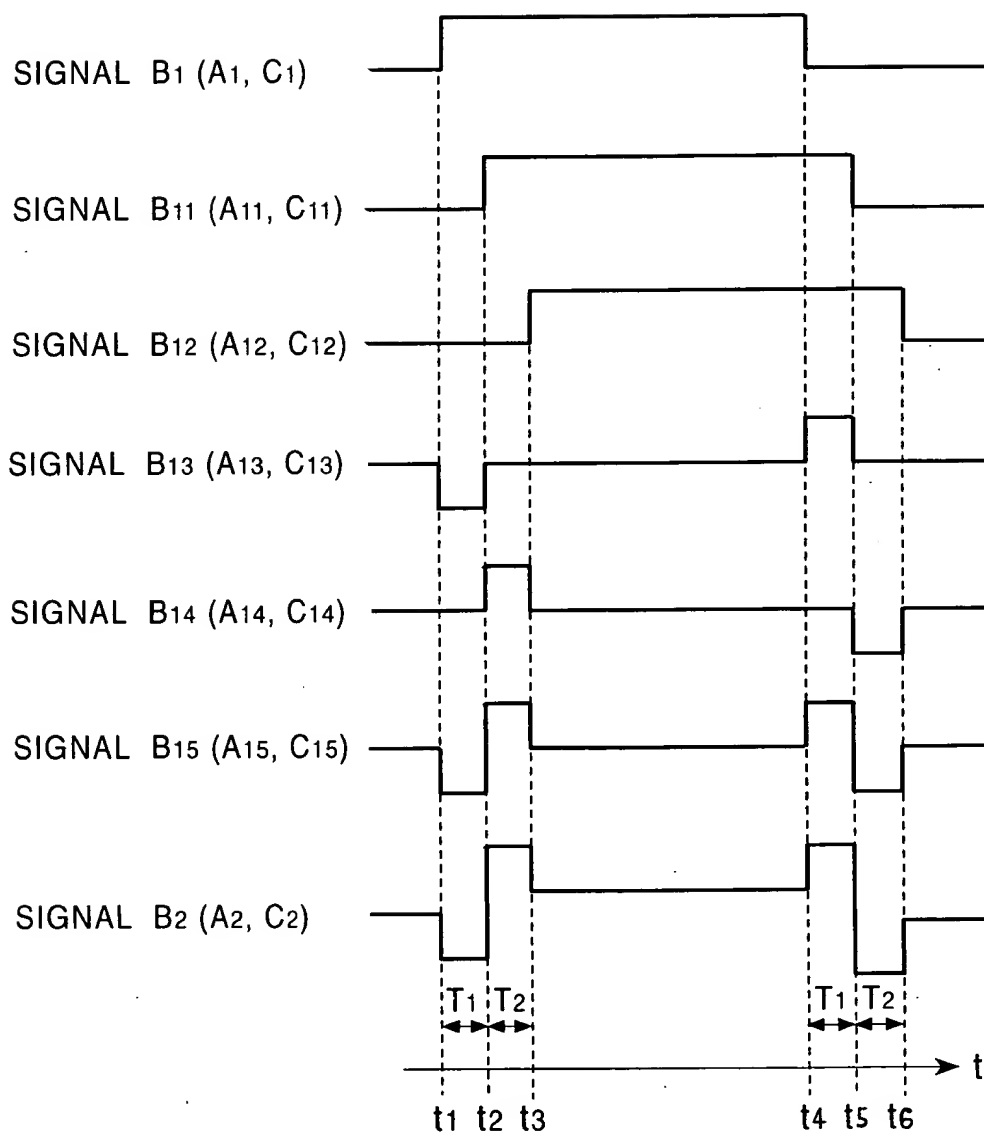 SIGNAL B1 (A1, C1)
SIGNAL B11 (A11, C11)
SIGNAL B12 (A12, C12)
SIGNAL B13 (A13, C13)
SIGNAL B14 (A14, C14)
SIGNAL B15 (A15, C15)
SIGNAL B2 (A2, C2)
T1 T2 T1 T2
t
t1 t2 t3 t4 t5 t6